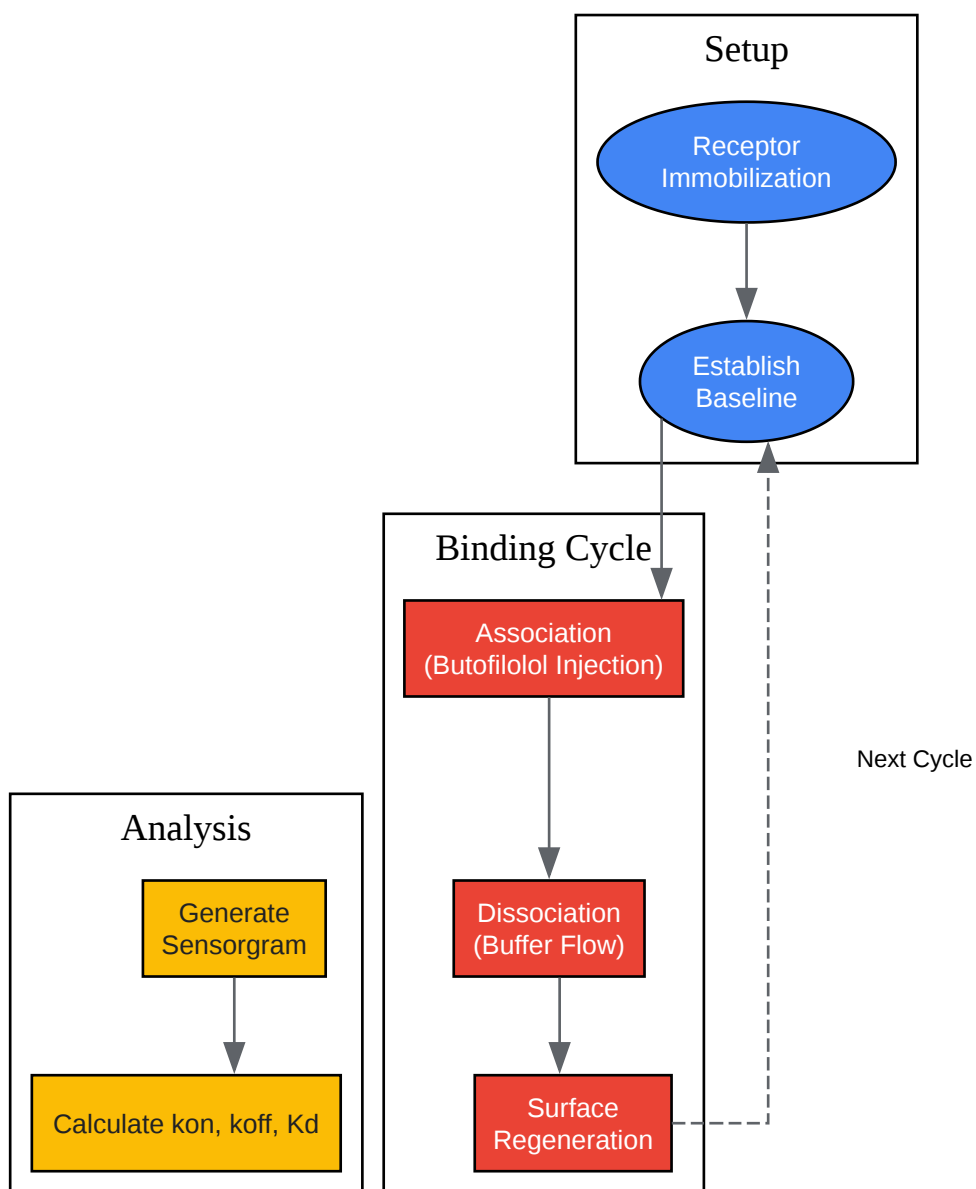 Setup
Receptor
Immobilization
Establish
Baseline
Binding Cycle
Association
(Butofilolol Injection)
Next Cycle
Analysis
Generate
Sensorgram
Dissociation
(Buffer Flow)
Calculate kon, koff, Kd
Surface
Regeneration